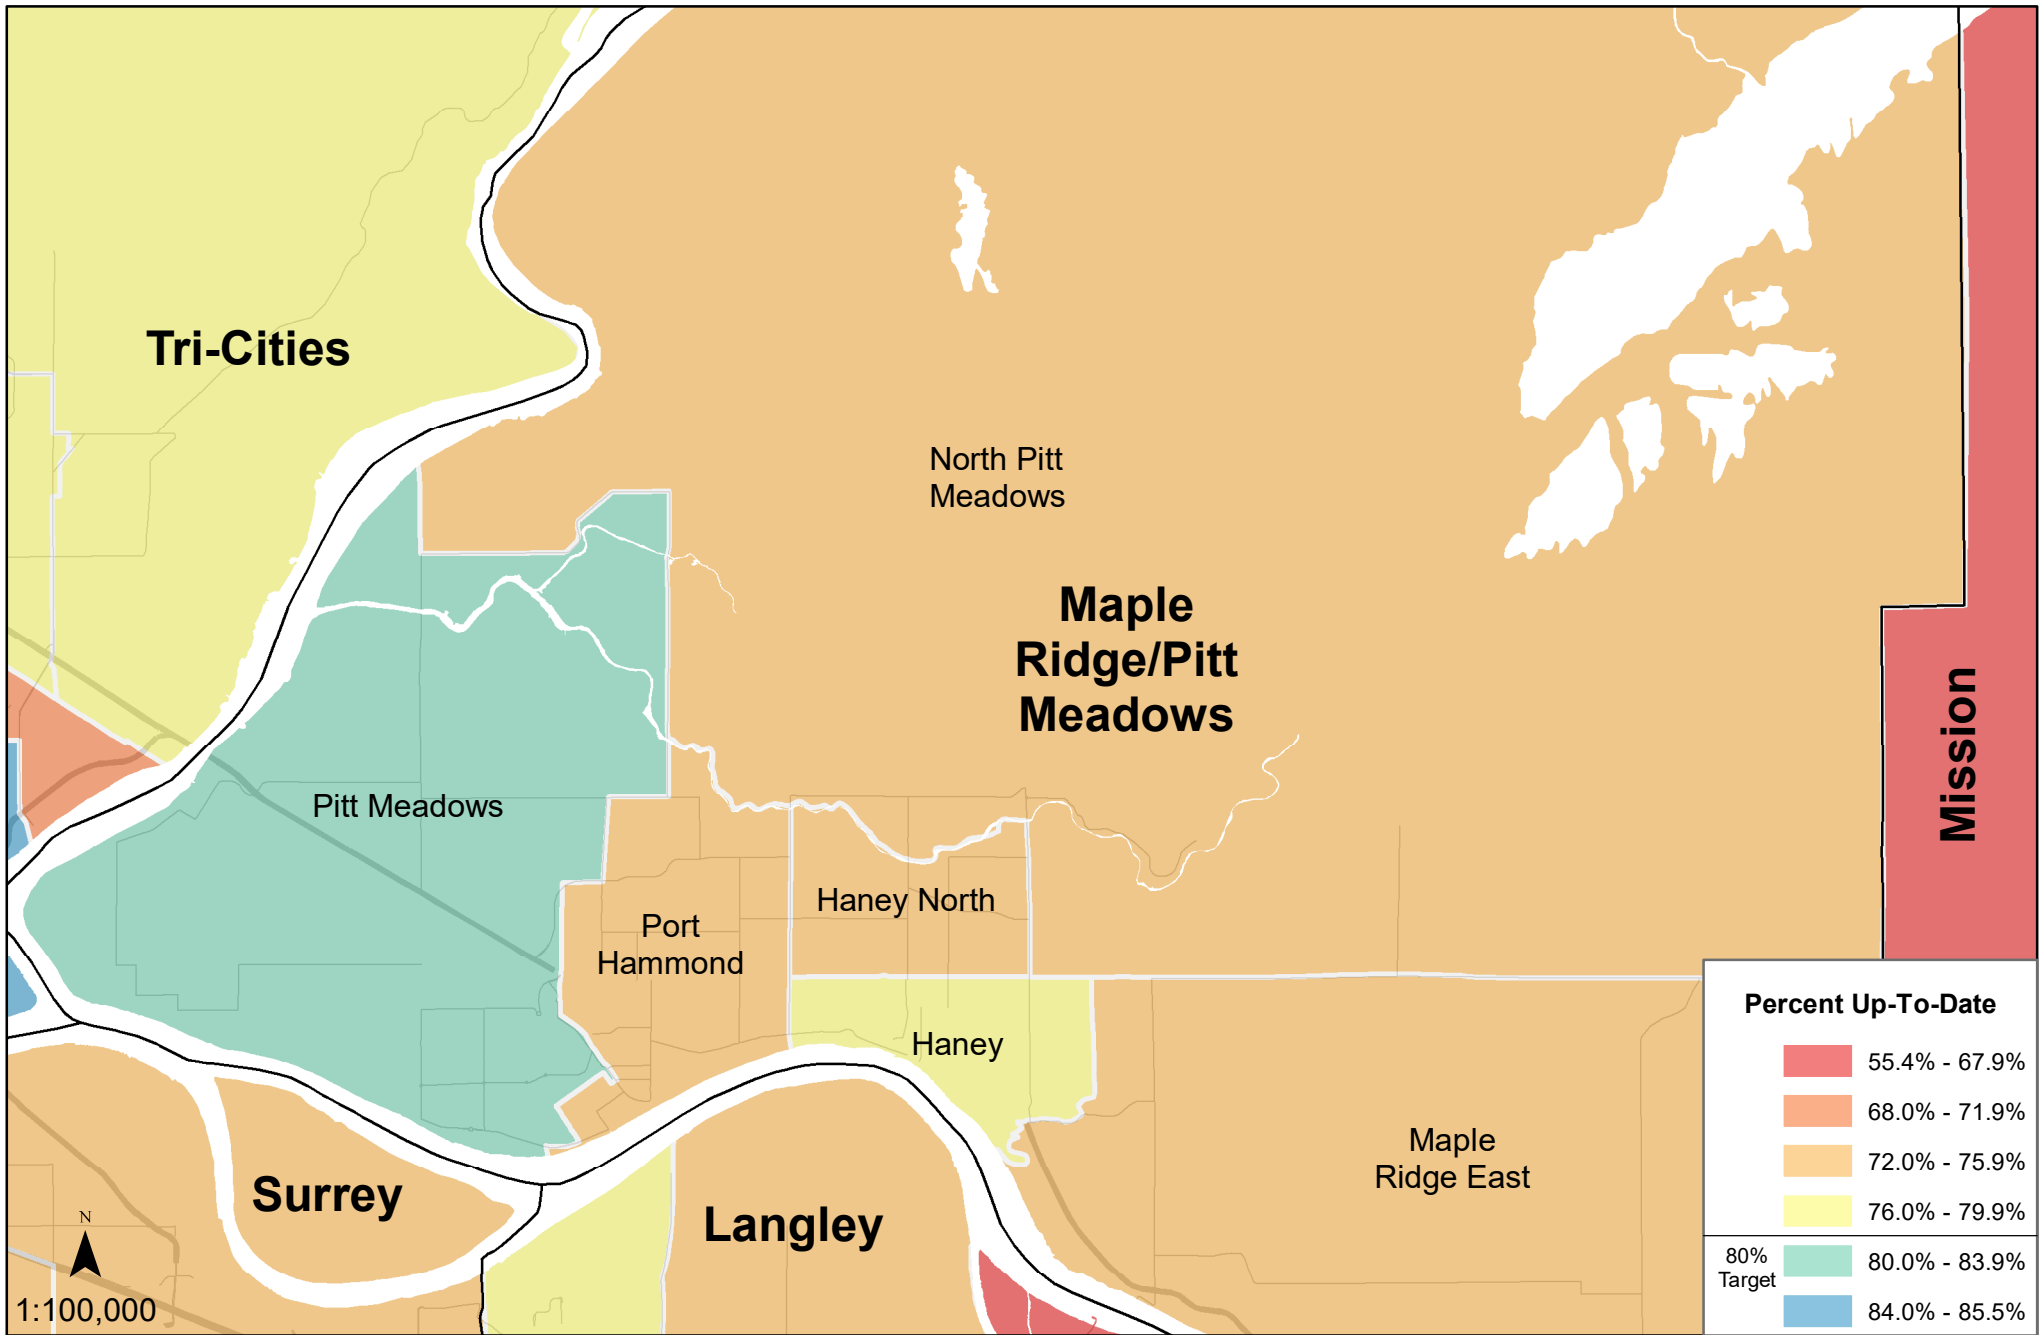 Tri-Cities
North Pitt
Meadows
Maple
Ridge/Pitt
Meadows
Mission
Pitt Meadows
Haney North
Port
Hammond
Haney
Maple
Ridge East
Surrey
Langley
N
1:100,000
Percent Up-To-Date
55.4% - 67.9%
68.0% - 71.9%
72.0% - 75.9%
76.0% - 79.9%
80%
Target
80.0% - 83.9%
84.0% - 85.5%